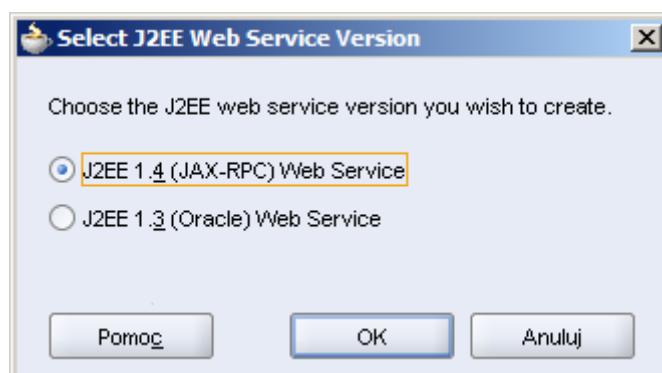 Select J2EE Web Service Version
Choose the J2EE web service version you wish to create.
J2EE 1.4 (JAX-RPC) Web Service
J2EE 1.3 (Oracle) Web Service
Pomoc OK Anuluj